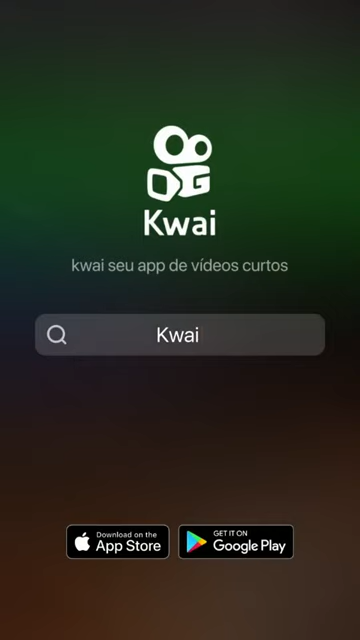 Kwai
kwai seu app de vídeos curtos
Kwai
Download on the
App Store
GET IT ON
Google Play